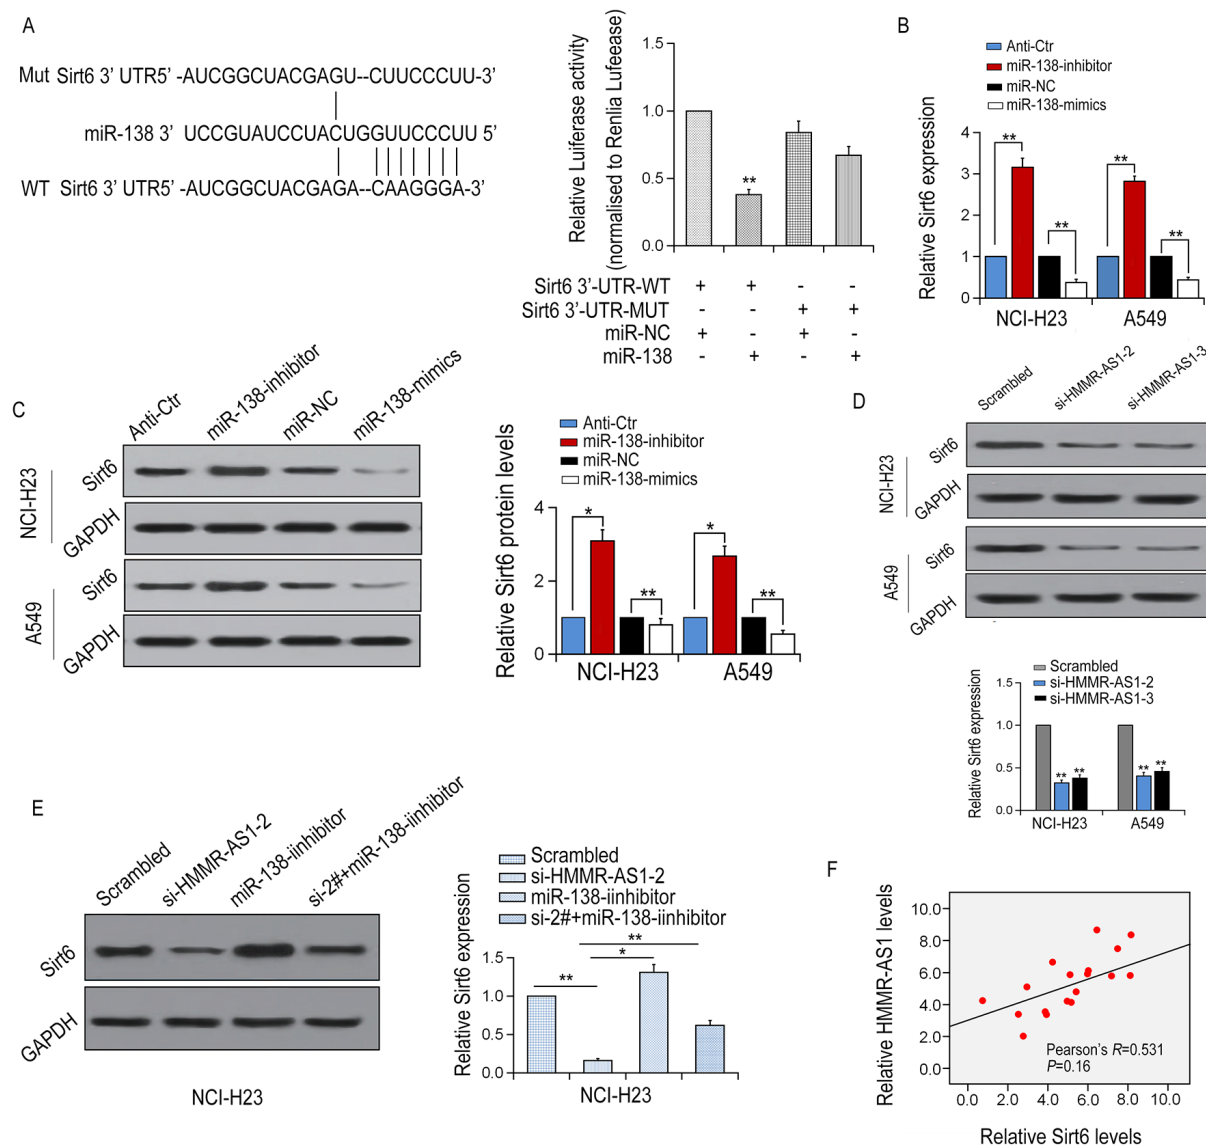 A
Mut Sirt6 3' UTR5' -AUCGGCUACGAGU--CUUCCCUU-3'
miR-138 3' UCCGUAUCCUACUGGUUCCCUU 5'
WT Sirt6 3' UTR5' -AUCGGCUACGAGA--CAAGGGA-3'
Relative Luciferase activity
(normalised to Renlia Lufease)
1.5
1.0
0.5
0.0
**
Sirt6 3'-UTR-WT + + - -
Sirt6 3'-UTR-MUT - - + +
miR-NC + - + -
miR-138 - + - +
B
Anti-Ctr
miR-138-inhibitor
miR-NC
miR-138-mimics
Relative Sirt6 expression
4
3
2
1
0
** ** ** **
NCI-H23 A549
C
Anti-Ctr miR-138-inhibitor miR-NC miR-138-mimics
NCI-H23
Sirt6
GAPDH
A549
Sirt6
GAPDH
Anti-Ctr
miR-138-inhibitor
miR-NC
miR-138-mimics
Relative Sirt6 protein levels
4
2
0
* ** * **
NCI-H23 A549
D
Scrambled si-HMMR-AS1-2 si-HMMR-AS1-3
NCI-H23
Sirt6
GAPDH
A549
Sirt6
GAPDH
Scrambled
si-HMMR-AS1-2
si-HMMR-AS1-3
Relative Sirt6 expression
1.5
1.0
0.5
0.0
** ** ** **
NCI-H23 A549
E
Scrambled si-HMMR-AS1-2 miR-138-iinhibitor si-2#+miR-138-iinhibitor
Sirt6
GAPDH
NCI-H23
Scrambled
si-HMMR-AS1-2
miR-138-iinhibitor
si-2#+miR-138-iinhibitor
Relative Sirt6 expression
1.5
1.0
0.5
0.0
**
*
**
NCI-H23
F
Relative HMMR-AS1 levels
10.0
8.0
6.0
4.0
2.0
0.0
Pearson's R=0.531
P=0.16
0.0 2.0 4.0 6.0 8.0 10.0
Relative Sirt6 levels